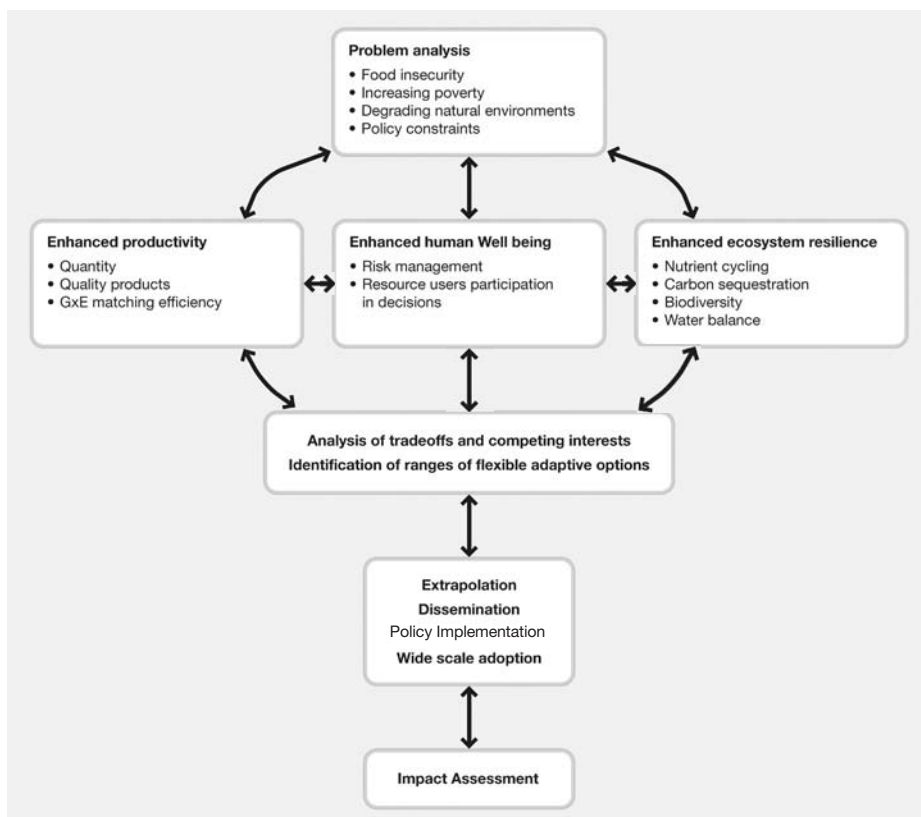 Problem analysis
• Food insecurity
• Increasing poverty
• Degrading natural environments
• Policy constraints
Enhanced productivity
• Quantity
• Quality products
• GxE matching efficiency
Enhanced human Well being
• Risk management
• Resource users participation
in decisions
Enhanced ecosystem resilience
• Nutrient cycling
• Carbon sequestration
• Biodiversity
• Water balance
Analysis of tradeoffs and competing interests
Identification of ranges of flexible adaptive options
Extrapolation
Dissemination
Policy Implementation
Wide scale adoption
Impact Assessment